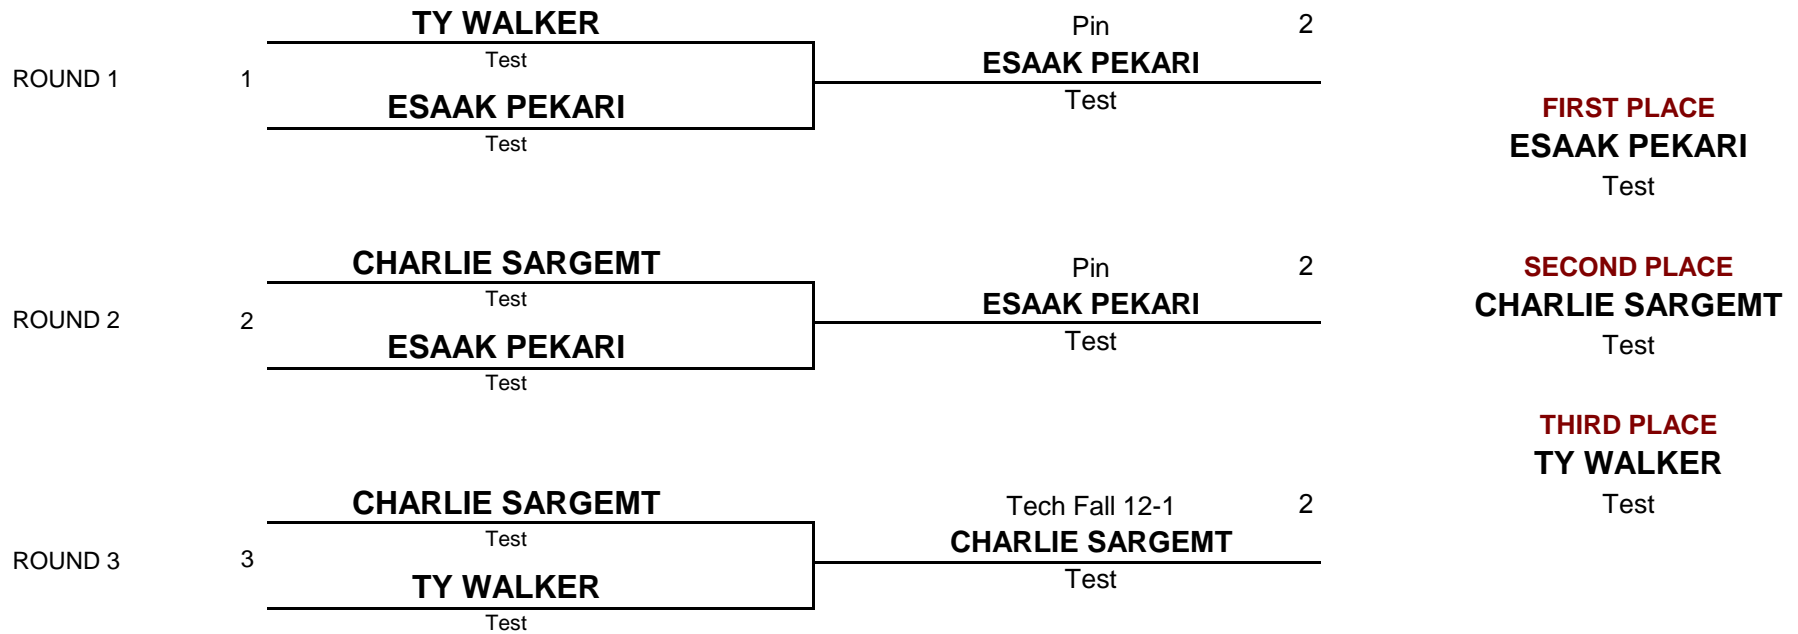 TY WALKER
Test
ROUND 1
1
ESAAK PEKARI
Test
Pin
2
ESAAK PEKARI
Test
CHARLIE SARGEMT
Test
ROUND 2
2
ESAAK PEKARI
Test
Pin
2
ESAAK PEKARI
Test
CHARLIE SARGEMT
Test
ROUND 3
3
TY WALKER
Test
Tech Fall 12-1
2
CHARLIE SARGEMT
Test
FIRST PLACE
ESAAK PEKARI
Test
SECOND PLACE
CHARLIE SARGEMT
Test
THIRD PLACE
TY WALKER
Test